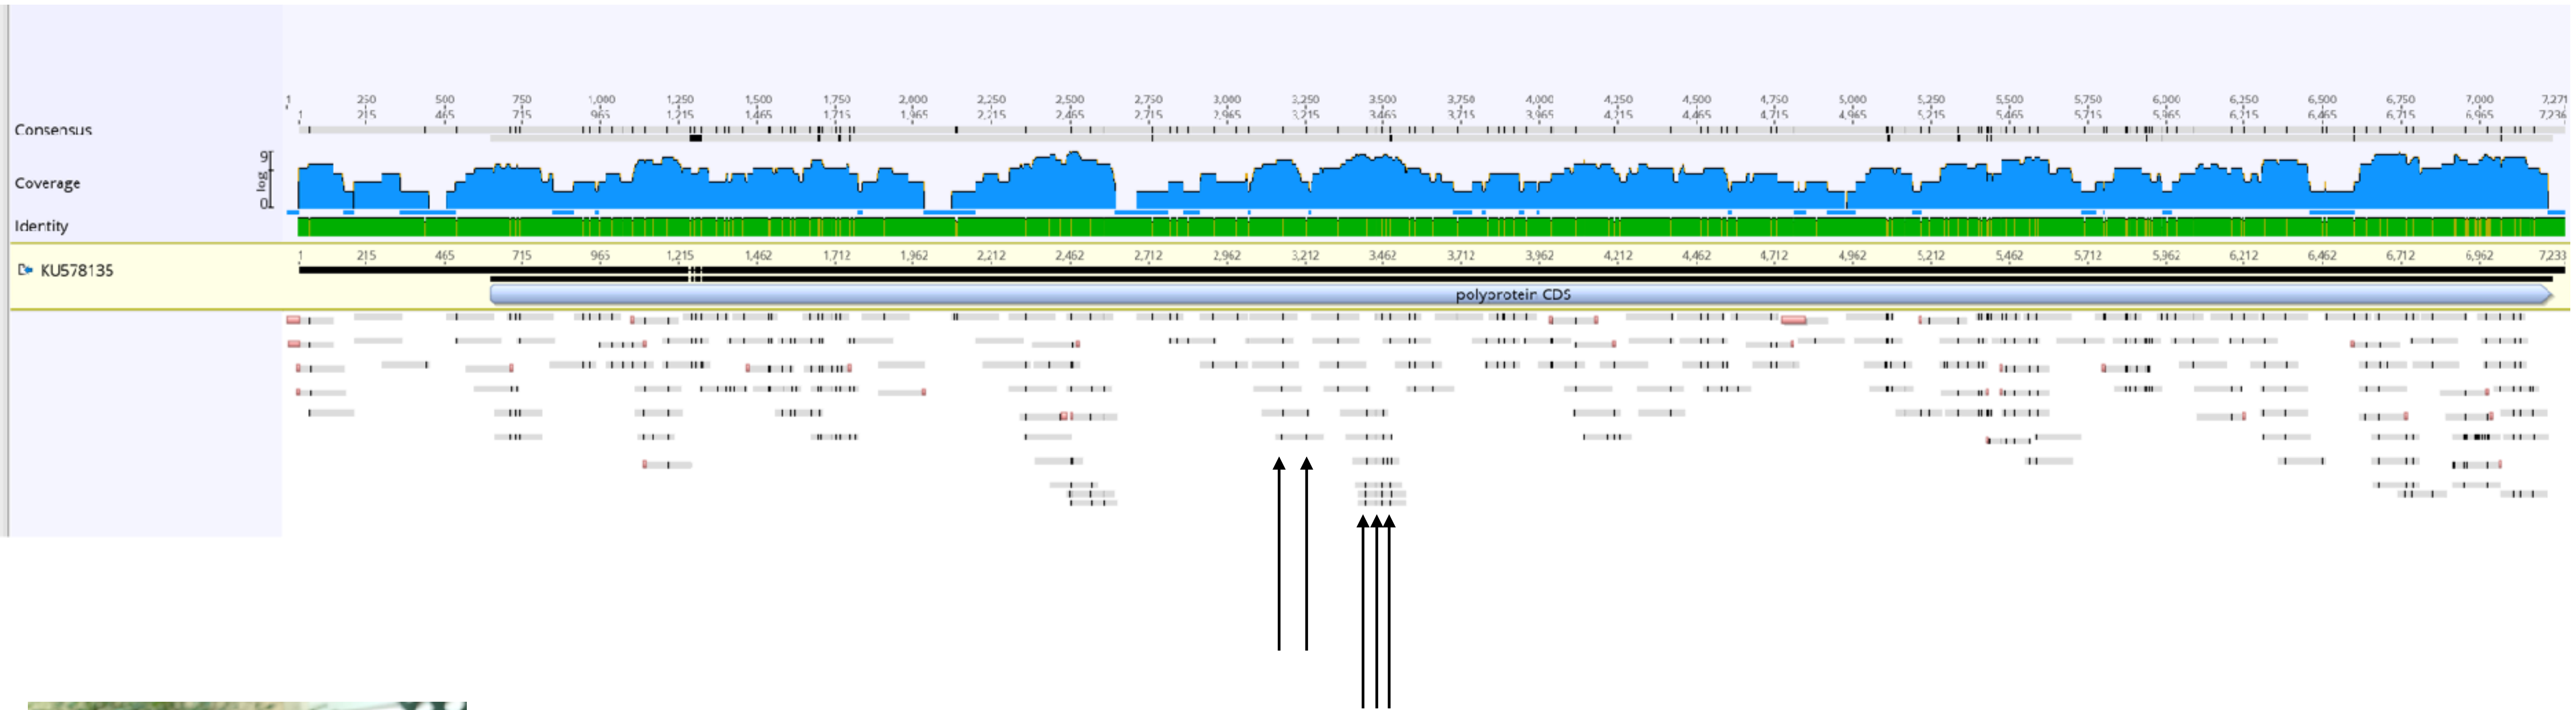 1 250 500 750 1,000 1,250 1,500 1,750 2,000 2,250 2,500 2,750 3,000 3,250 3,500 3,750 4,000 4,250 4,500 4,750 5,000 5,250 5,500 5,750 6,000 6,250 6,500 6,750 7,000 7,271
1 215 465 715 965 1,215 1,465 1,715 1,965 2,215 2,465 2,715 2,965 3,215 3,465 3,715 3,965 4,215 4,465 4,715 4,965 5,215 5,465 5,715 5,965 6,215 6,465 6,715 6,965 7,236
Consensus
9
Coverage
log
0
Identity
1 215 465 715 965 1,215 1,462 1,712 1,962 2,212 2,462 2,712 2,962 3,212 3,462 3,712 3,962 4,212 4,462 4,712 4,962 5,212 5,462 5,712 5,962 6,212 6,462 6,712 6,962 7,233
KU578135
polyprotein CDS